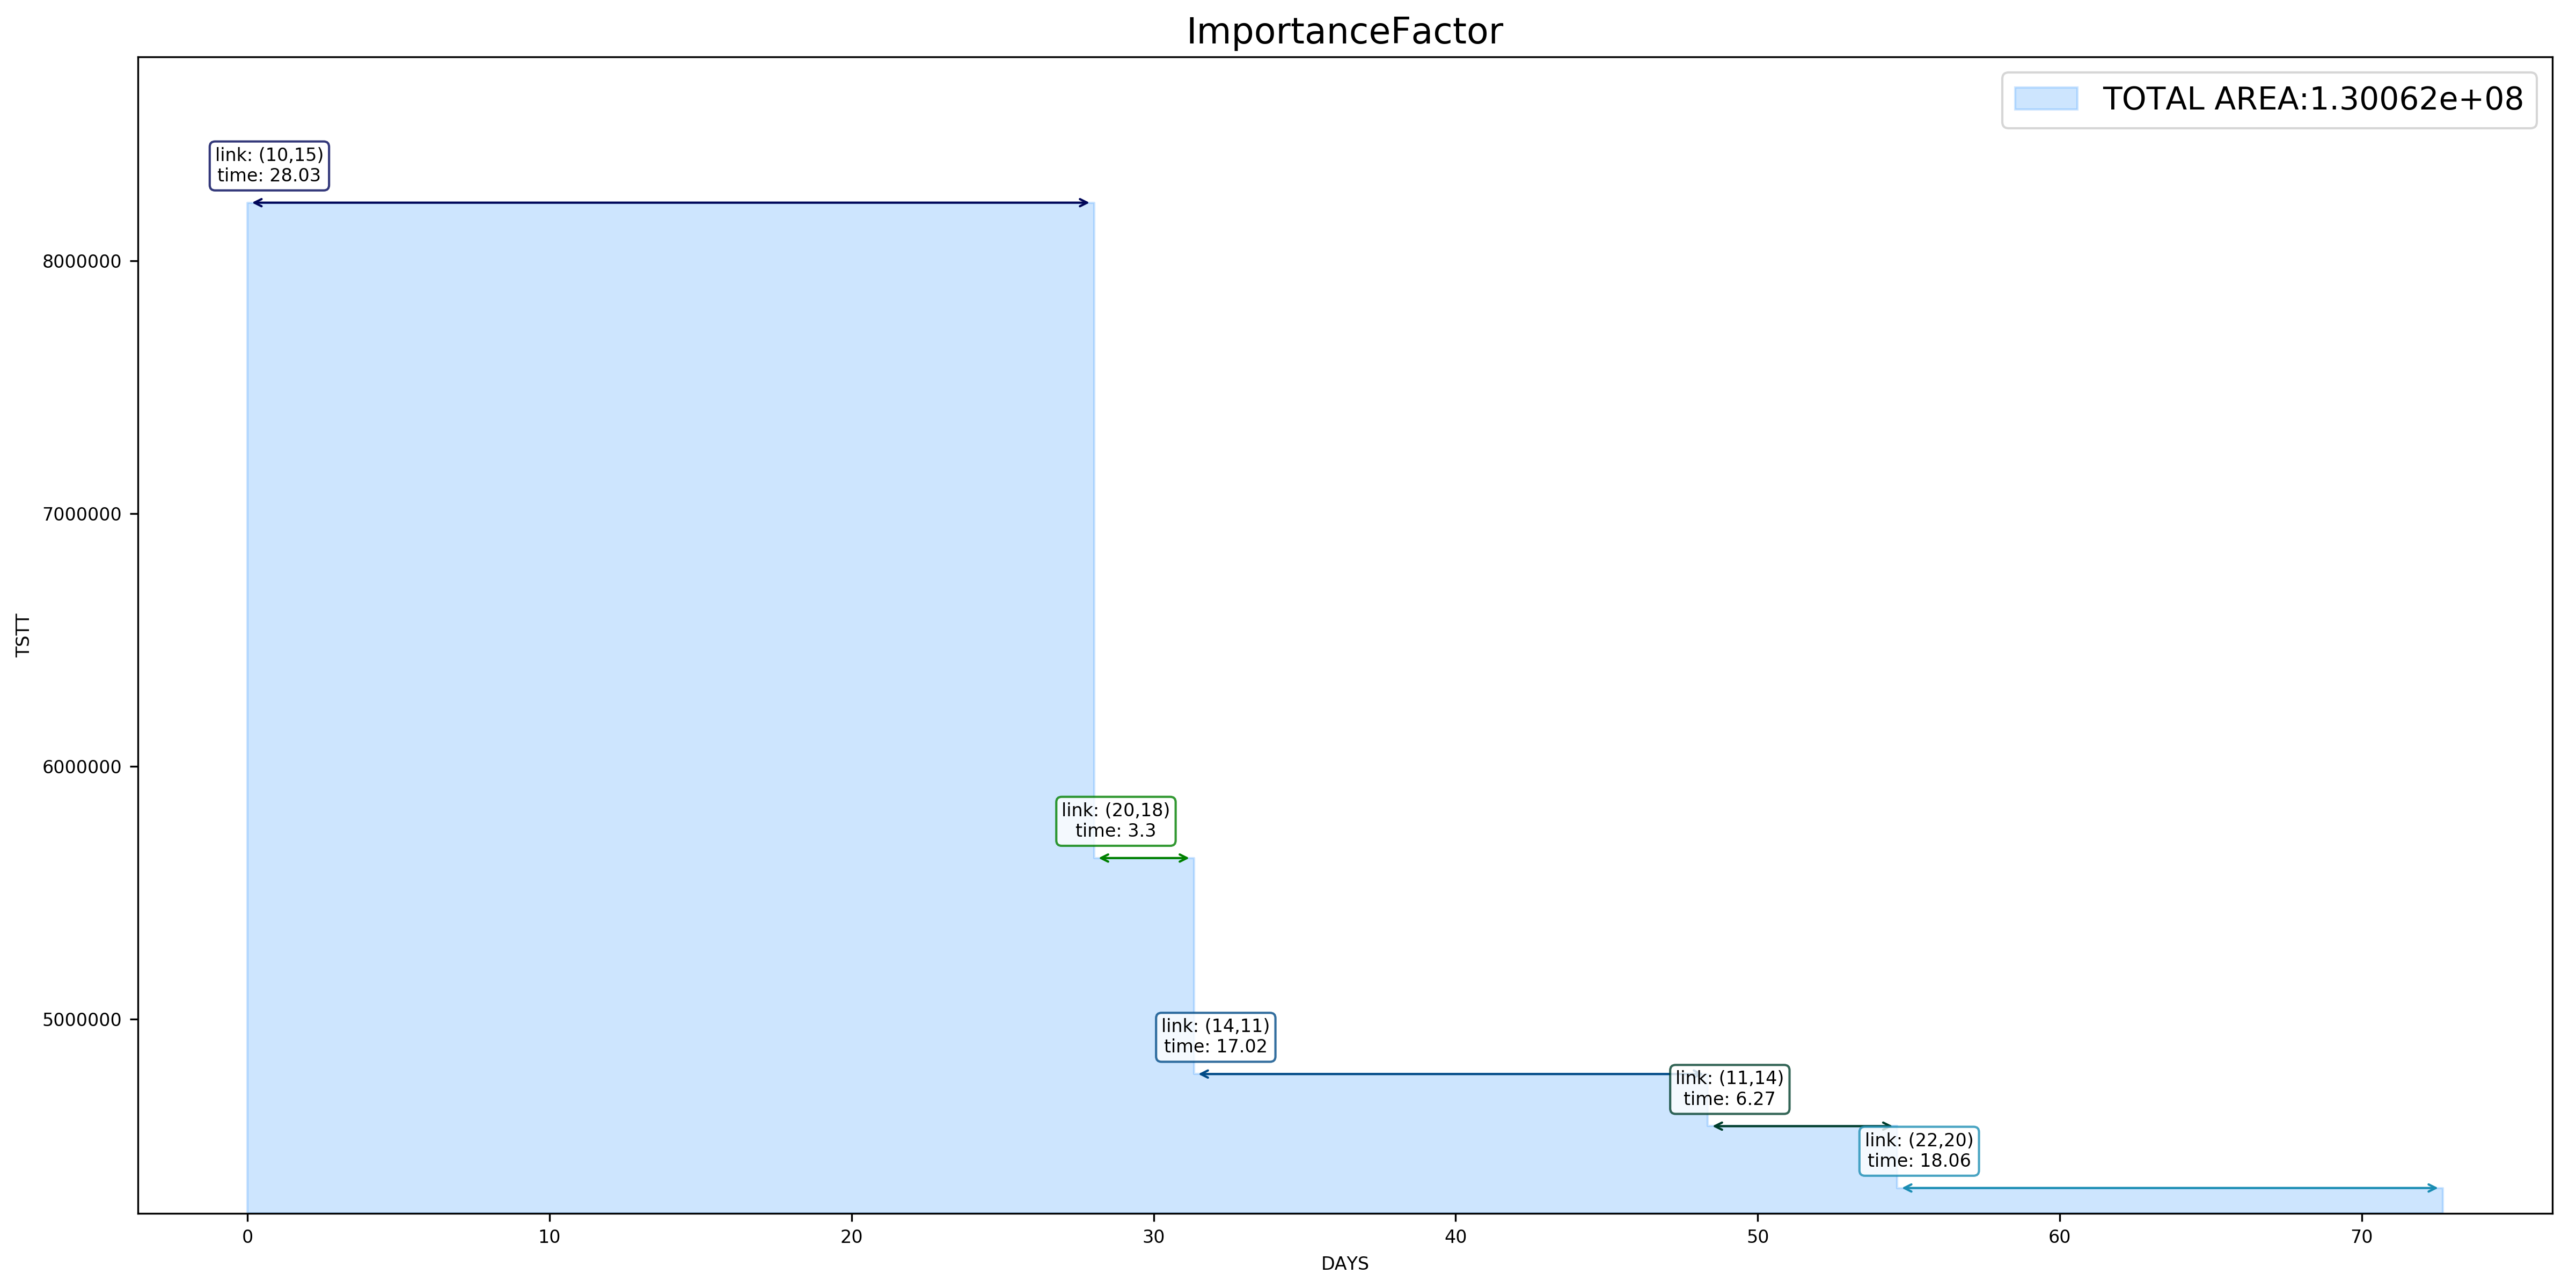 ImportanceFactor
TOTAL AREA:1.30062e+08
link: (10,15)
time: 28.03
8000000
7000000
6000000
5000000
TSTT
link: (20,18)
time: 3.3
link: (14,11)
time: 17.02
link: (11,14)
time: 6.27
link: (22,20)
time: 18.06
0
10
20
30
40
50
60
70
DAYS